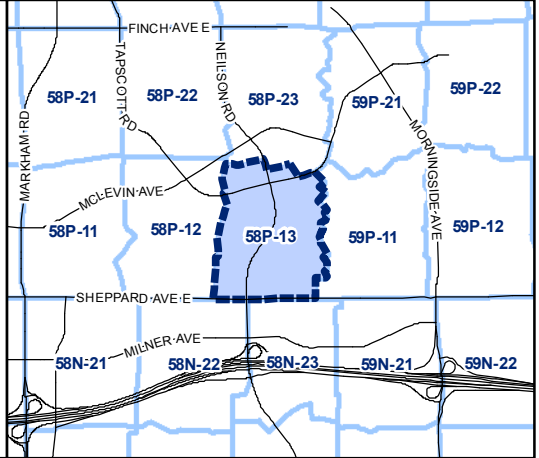 FINCH AVE E
TAPSCOTT RD
NEILSON RD
58P-21
58P-22
58P-23
59P-21
59P-22
MARKHAM RD
MORNINGSIDE AVE
MCLEVIN AVE
58P-11
58P-12
58P-13
59P-11
59P-12
SHEPPARD AVE E
MILNER AVE
58N-21
58N-22
58N-23
59N-21
59N-22